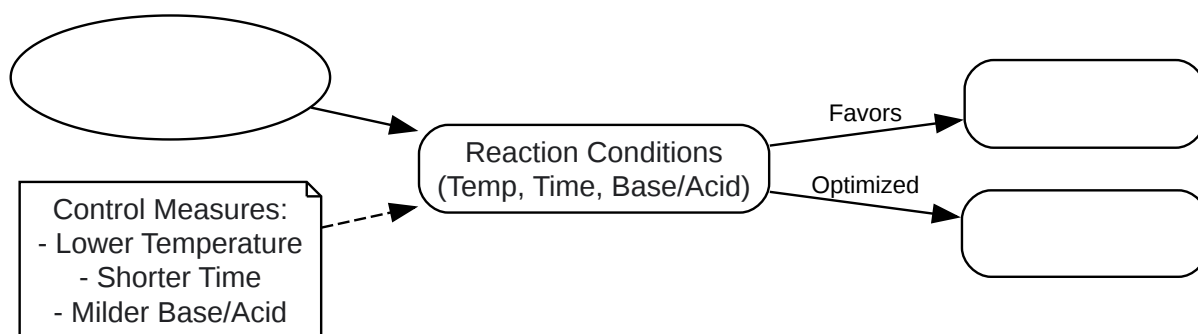 Reaction Conditions
(Temp, Time, Base/Acid)
Favors
Optimized
Control Measures:
- Lower Temperature
- Shorter Time
- Milder Base/Acid